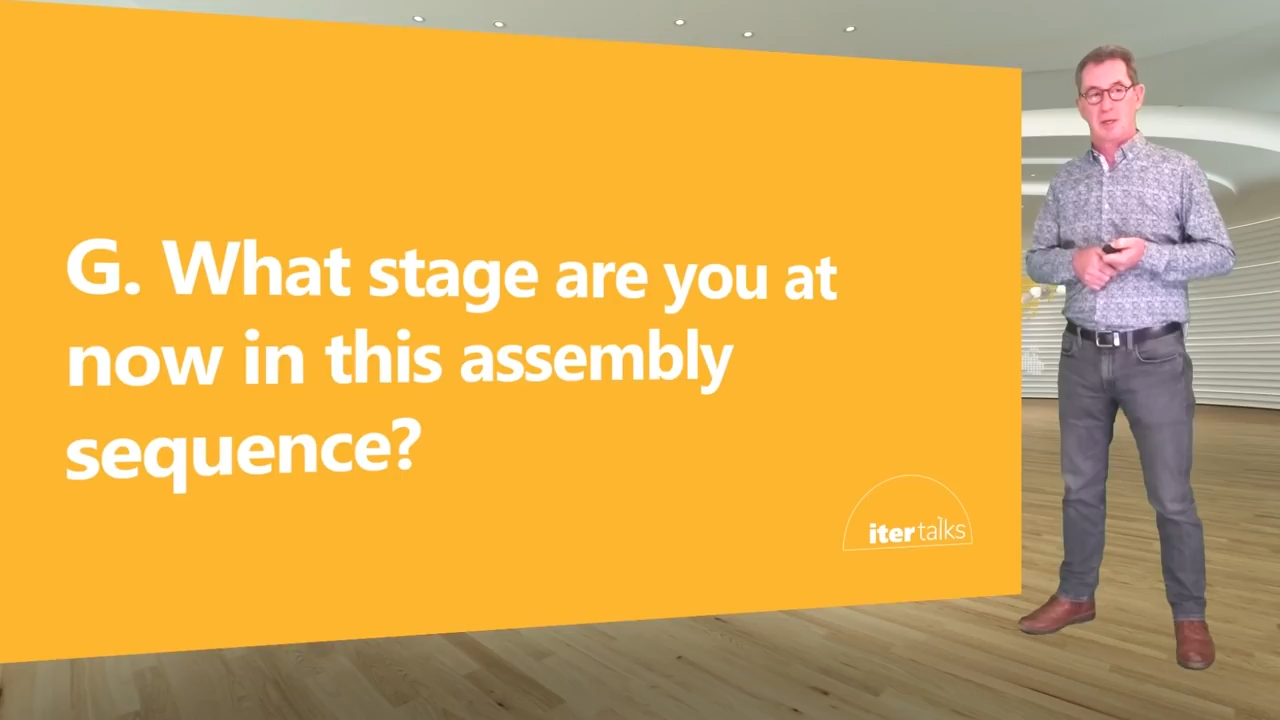 G. What stage are you at
now in this assembly
sequence?
iter talks